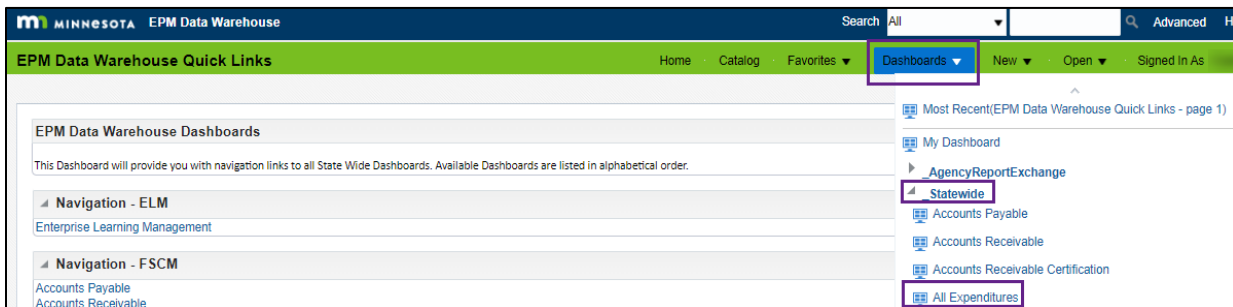 MINNESOTA EPM Data Warehouse Search All Advanced H
EPM Data Warehouse Quick Links Home Catalog Favorites Dashboards New Open Signed In As
Most Recent(EPM Data Warehouse Quick Links - page 1)
EPM Data Warehouse Dashboards
This Dashboard will provide you with navigation links to all State Wide Dashboards. Available Dashboards are listed in alphabetical order.
Navigation - ELM
Enterprise Learning Management
Navigation - FSCM
Accounts Payable
Accounts Receivable
My Dashboard
_AgencyReportExchange
_Statewide
Accounts Payable
Accounts Receivable
Accounts Receivable Certification
All Expenditures